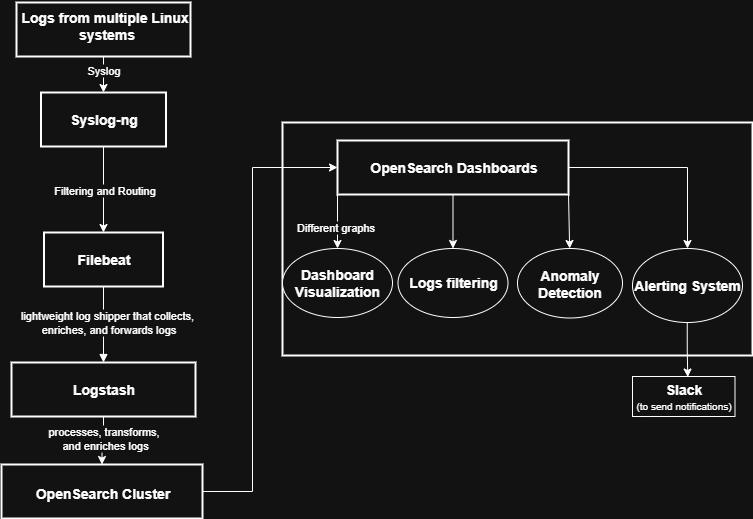 Logs from multiple Linux
systems
Syslog
Syslog-ng
Filtering and Routing
Filebeat
lightweight log shipper that collects,
enriches, and forwards logs
Logstash
processes, transforms,
and enriches logs
OpenSearch Cluster
OpenSearch Dashboards
Different graphs
Dashboard
Visualization
Logs filtering
Anomaly
Detection
Alerting System
Slack
(to send notifications)